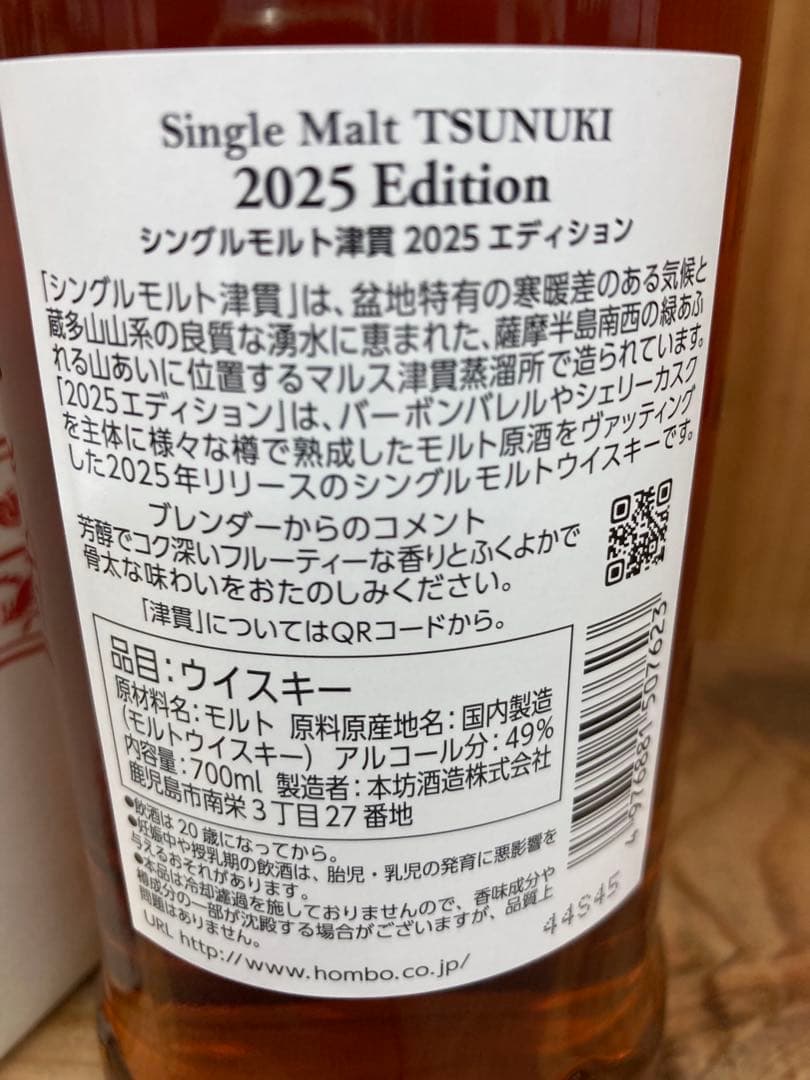 Single Malt TSUNUKI
2025 Edition
シングルモルト津貫 2025 エディション
「シングルモルト津貫」は、盆地特有の寒暖差のある気候と
蔵多山山系の良質な湧水に恵まれた、薩摩半島南西の緑あふ
れる山あいに位置するマルス津貫蒸溜所で造られています。
「2025エディション」は、バーボンバレルやシェリーカスク
を主体に様々な樽で熟成したモルト原酒をヴァッティング
した2025年リリースのシングルモルトウイスキーです。
ブレンダーからのコメント
芳醇でコク深いフルーティーな香りとふくよかで
骨太な味わいをおたのしみください。
「津貫」についてはQRコードから。
品目:ウイスキー
原材料名:モルト 原料原産地名:国内製造
(モルトウイスキー) アルコール分:49%
内容量:700ml 製造者:本坊酒造株式会社
鹿児島市南栄3丁目27番地
●飲酒は20歳になってから。
●妊娠中や授乳期の飲酒は、胎児・乳児の発育に悪影響を
与えるおそれがあります。
●本品は冷却濾過を施しておりませんので、香味成分や
樽成分の一部が沈殿する場合がございますが、品質上
問題はありません。
URL http://www.hombo.co.jp/
4 976881 507623
44S45